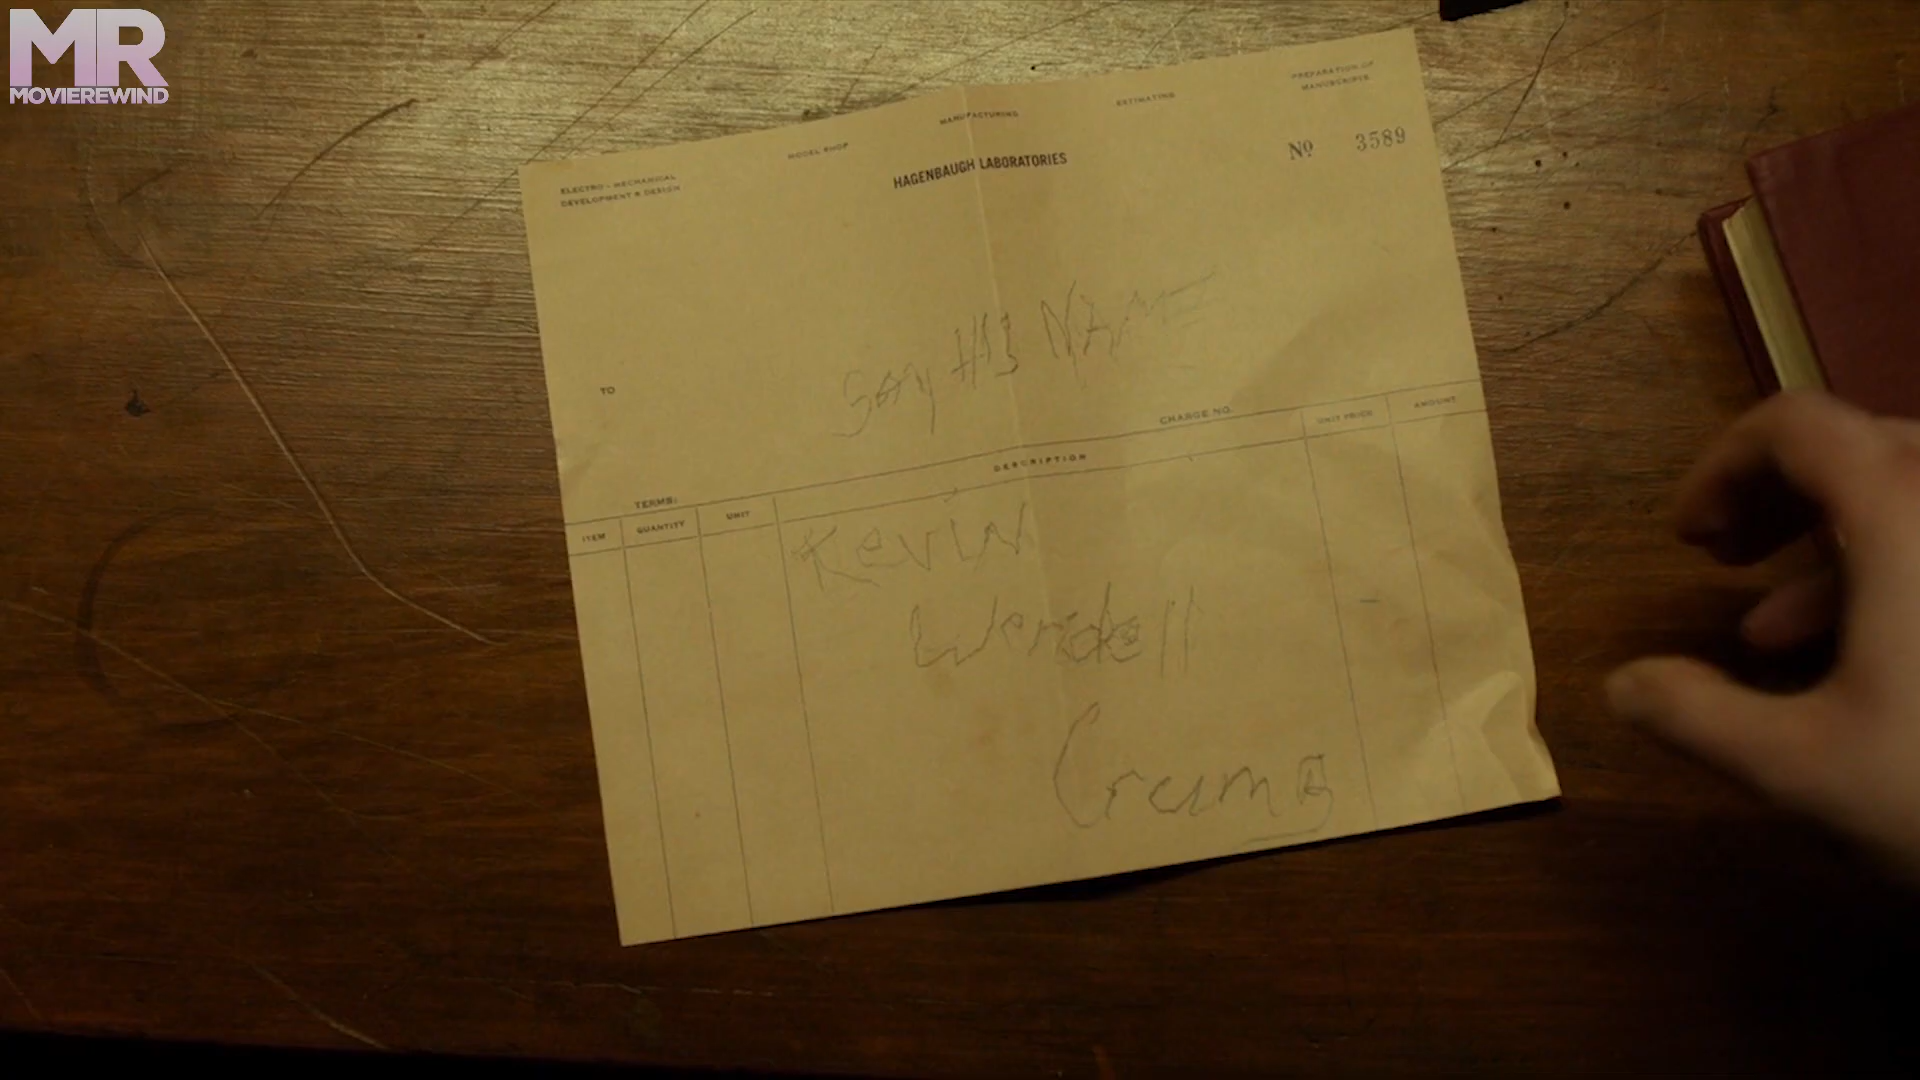 MR
MOVIEREWIND
ELECTRO - MECHANICAL
DEVELOPMENT & DESIGN
MODEL SHOP
MANUFACTURING
ESTIMATING
PREPARATION OF
MANUSCRIPTS
HAGENBAUGH LABORATORIES
Nº 3589
TO
SAY HIS NAME
CHARGE NO.
TERMS:
ITEM QUANTITY UNIT DESCRIPTION UNIT PRICE AMOUNT
Kevin
Wendell
Crumb